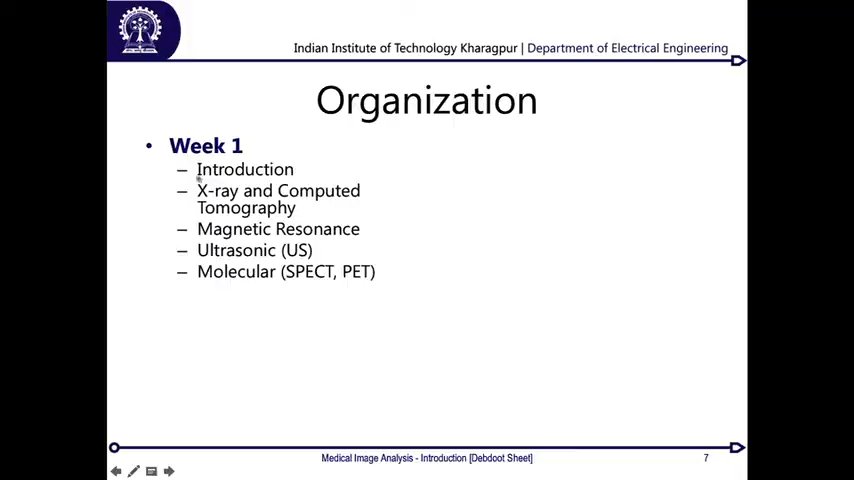 Indian Institute of Technology Kharagpur | Department of Electrical Engineering
Organization
• Week 1
– Introduction
– X-ray and Computed
Tomography
– Magnetic Resonance
– Ultrasonic (US)
– Molecular (SPECT, PET)
Medical Image Analysis - Introduction [Debdoot Sheet]
7